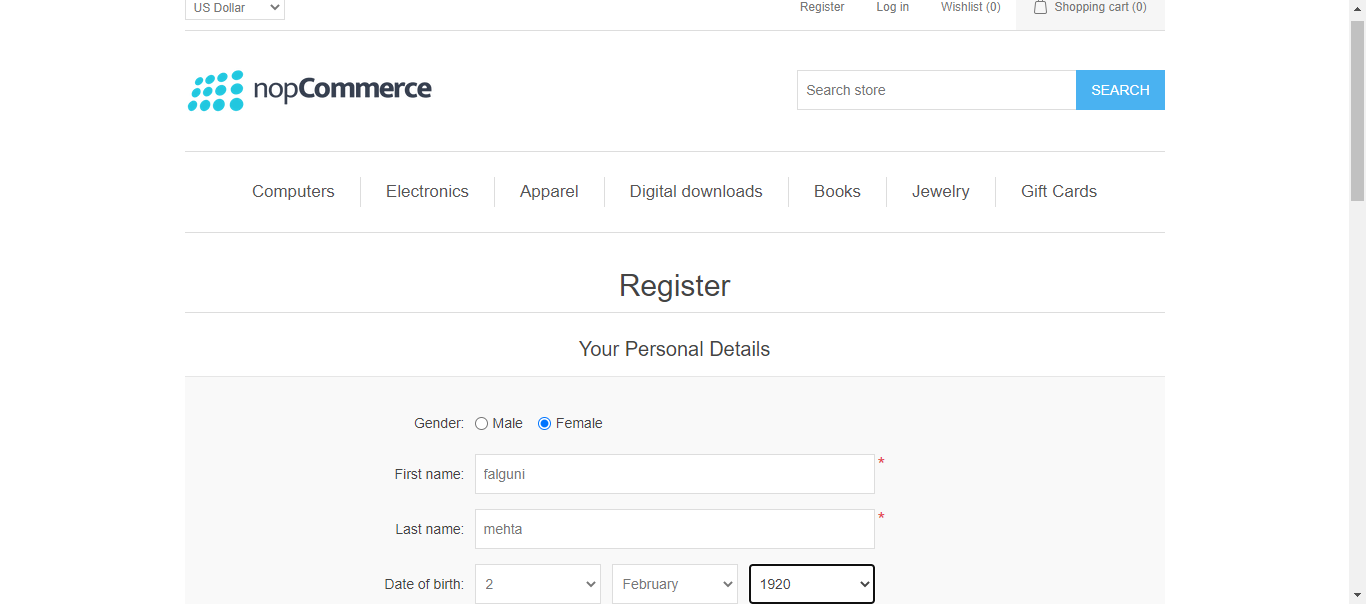 US Dollar Register Log in Wishlist (0) Shopping cart (0)
nopCommerce Search store SEARCH
Computers Electronics Apparel Digital downloads Books Jewelry Gift Cards
Register
Your Personal Details
Gender: Male Female
First name: falguni *
Last name: mehta *
Date of birth: 2 February 1920